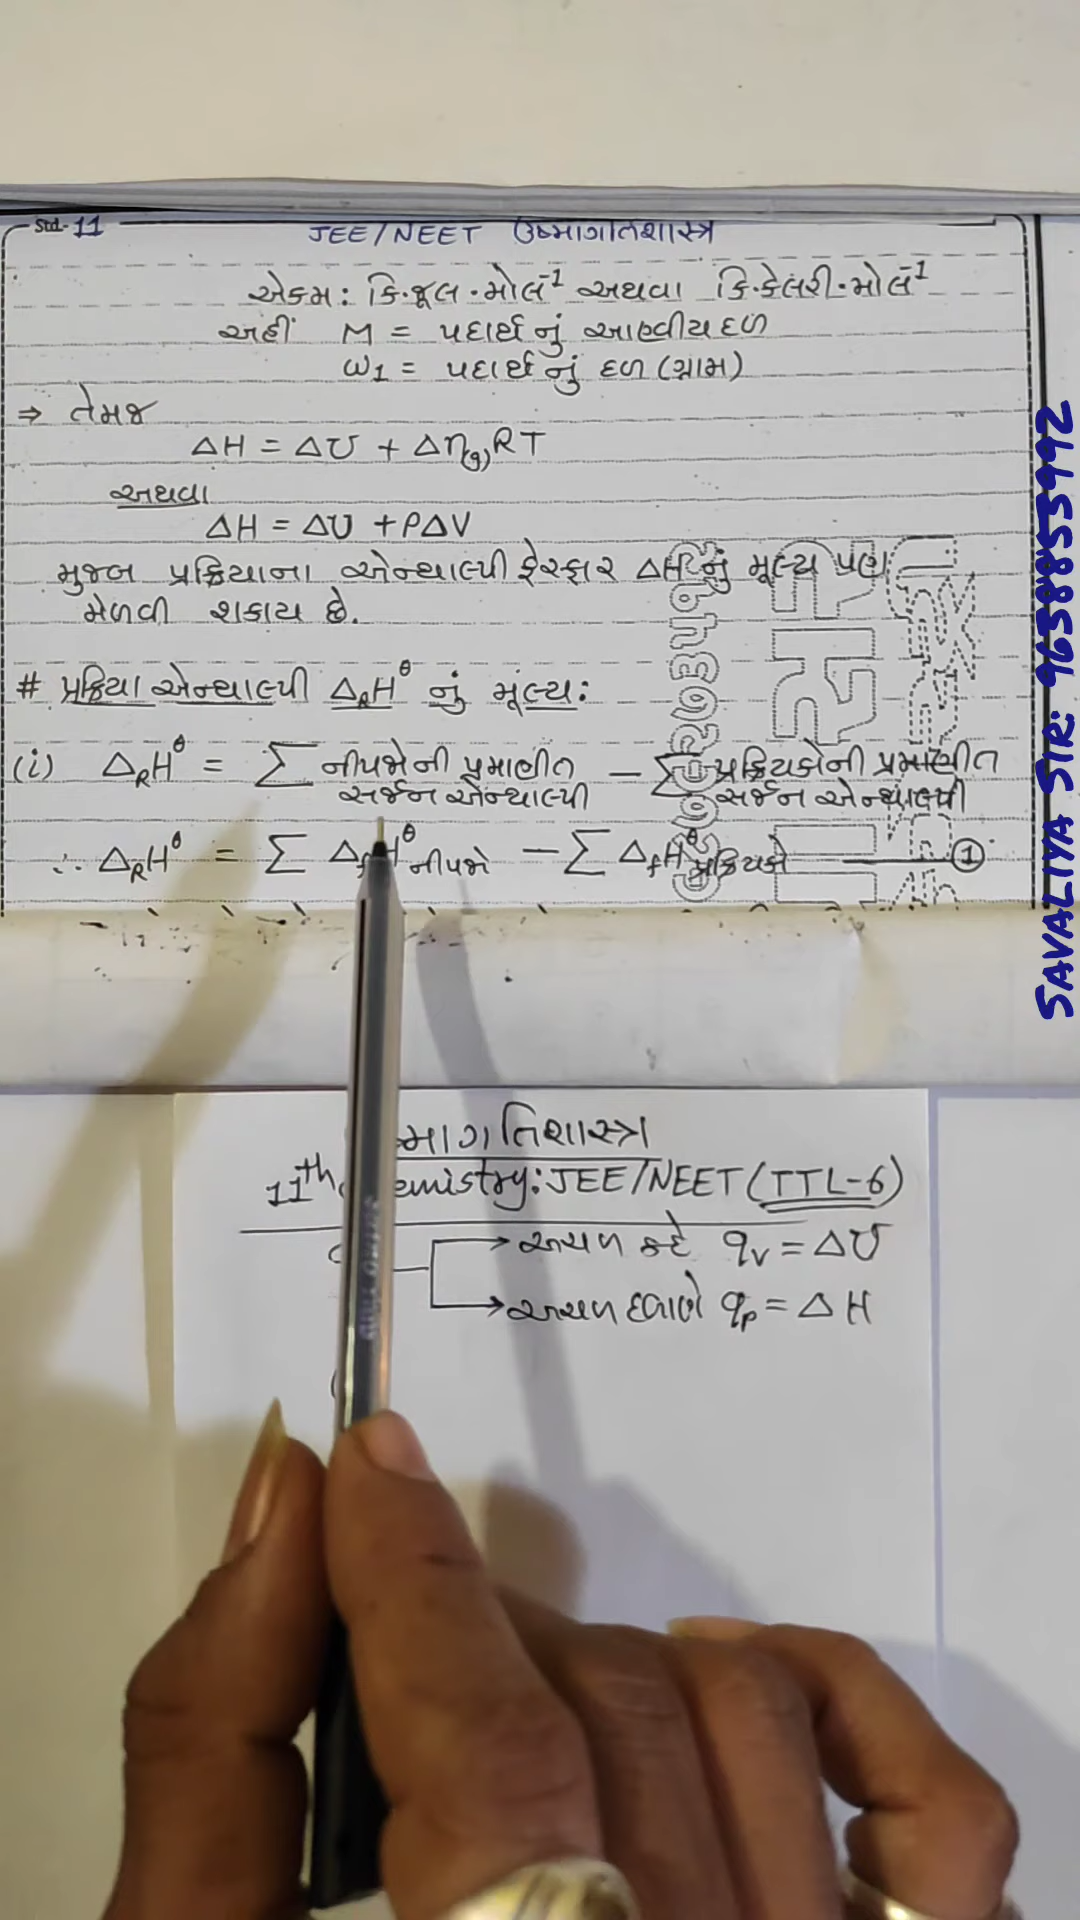 Std-11
JEE/NEET ઉષ્માગતિશાસ્ત્ર
એકમ: કિ.જૂલ.મોલ⁻¹ અથવા કિ.કેલરી.મોલ⁻¹
અહીં M = પદાર્થનું આણ્વીયદળ
W₁ = પદાર્થનું દળ (ગ્રામ)
⇒ તેમજ
ΔH = ΔU + Δn(g)RT
અથવા
ΔH = ΔU + PΔV
મુજબ પ્રક્રિયાના એન્થાલ્પી ફેરફાર ΔH નું મૂલ્ય પણ
મેળવી શકાય છે.
# પ્રક્રિયા એન્થાલ્પી ΔRH^θ નું મૂલ્ય:
(i) ΔRH^θ = Σ નીપજોની પ્રમાણીત સર્જન એન્થાલ્પી − Σ પ્રક્રિયકોની પ્રમાણીત સર્જન એન્થાલ્પી
∴ ΔRH^θ = Σ ΔfH^θ નીપજો − Σ ΔfH^θ પ્રક્રિયકો ——— ①
SAVALIYA SIR: 9638855992
માગતિશાસ્ત્ર
11th emistry: JEE/NEET (TTL-6)
→ અચળ કદે qv = ΔU
→ અચળ દબાણે qp = ΔH